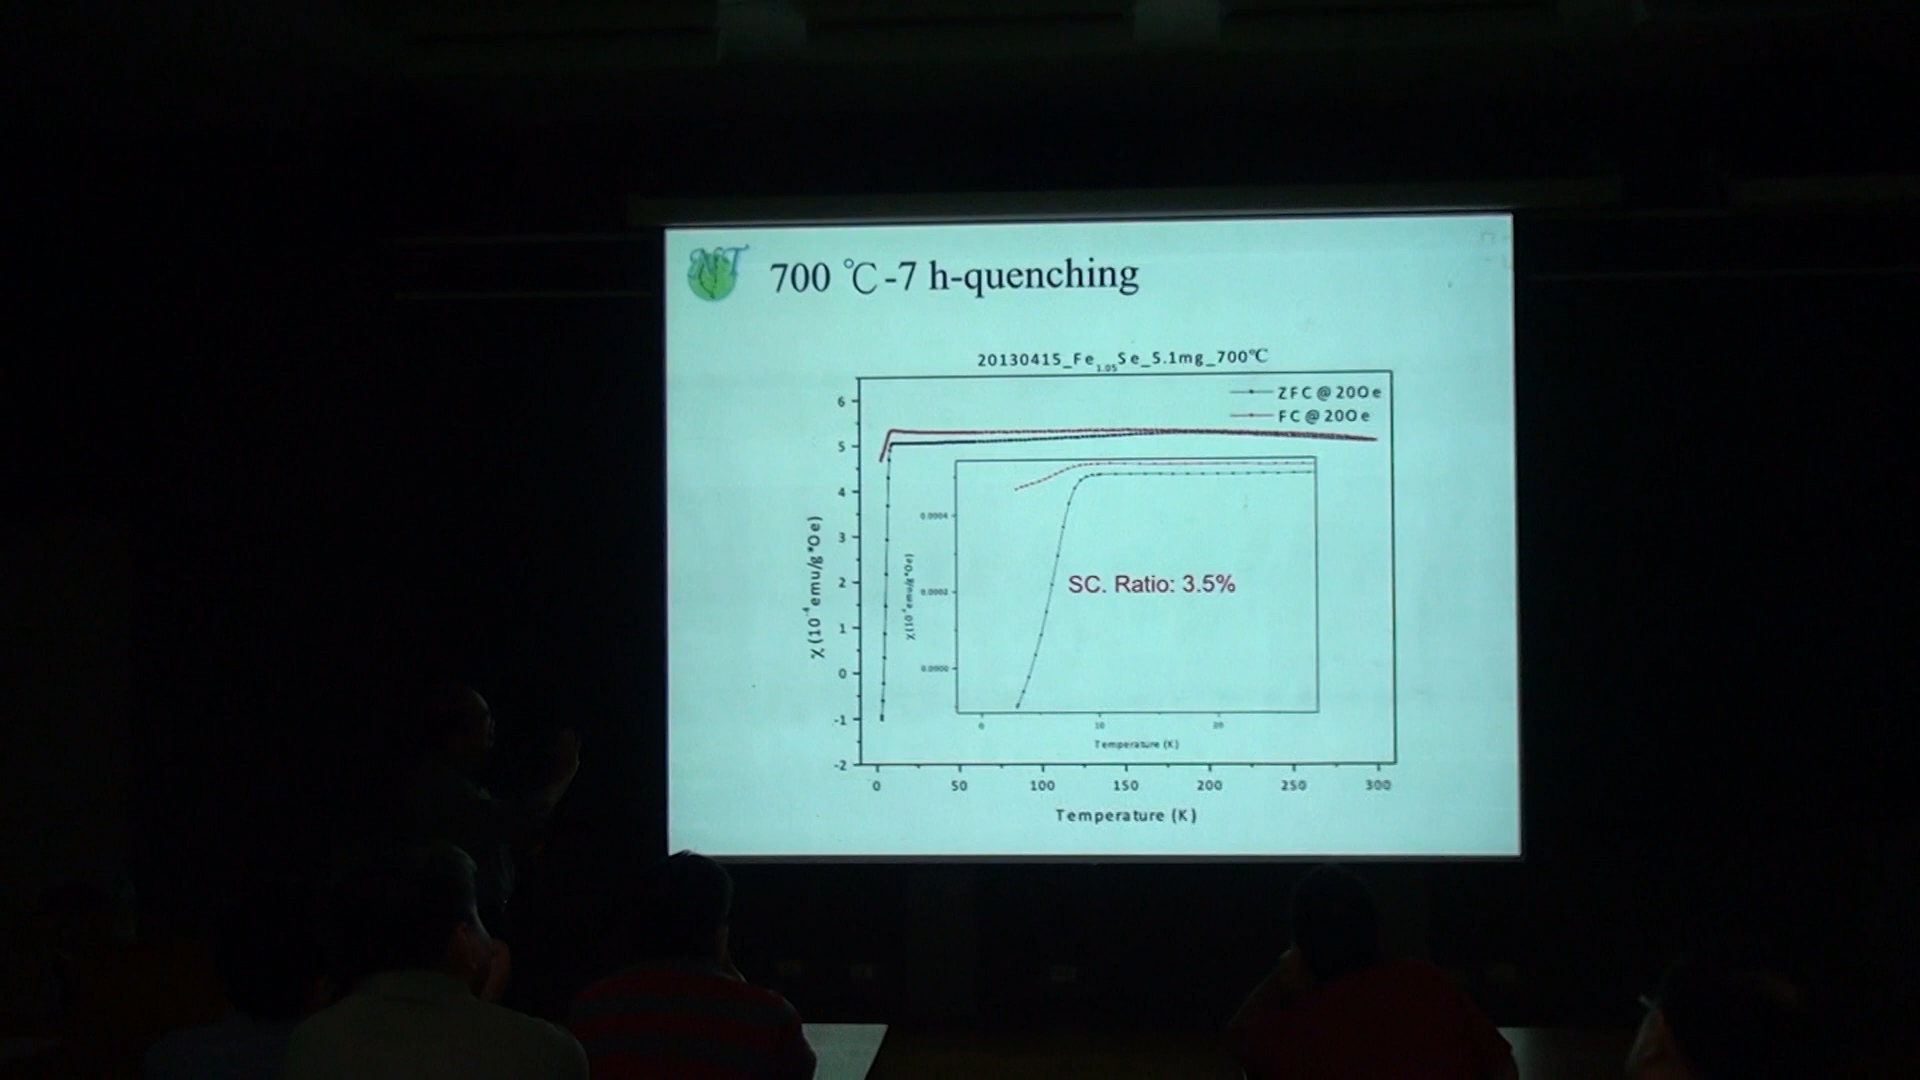 NT
700 ℃-7 h-quenching
20130415_Fe1.05Se_5.1mg_700℃
ZFC@20Oe
FC@20Oe
6
5
4
3
2
1
0
-1
-2
χ (10⁻⁴ emu/g*Oe)
0.0004
0.0002
0.0000
SC. Ratio: 3.5%
0 10 20
Temperature (K)
0 50 100 150 200 250 300
Temperature (K)